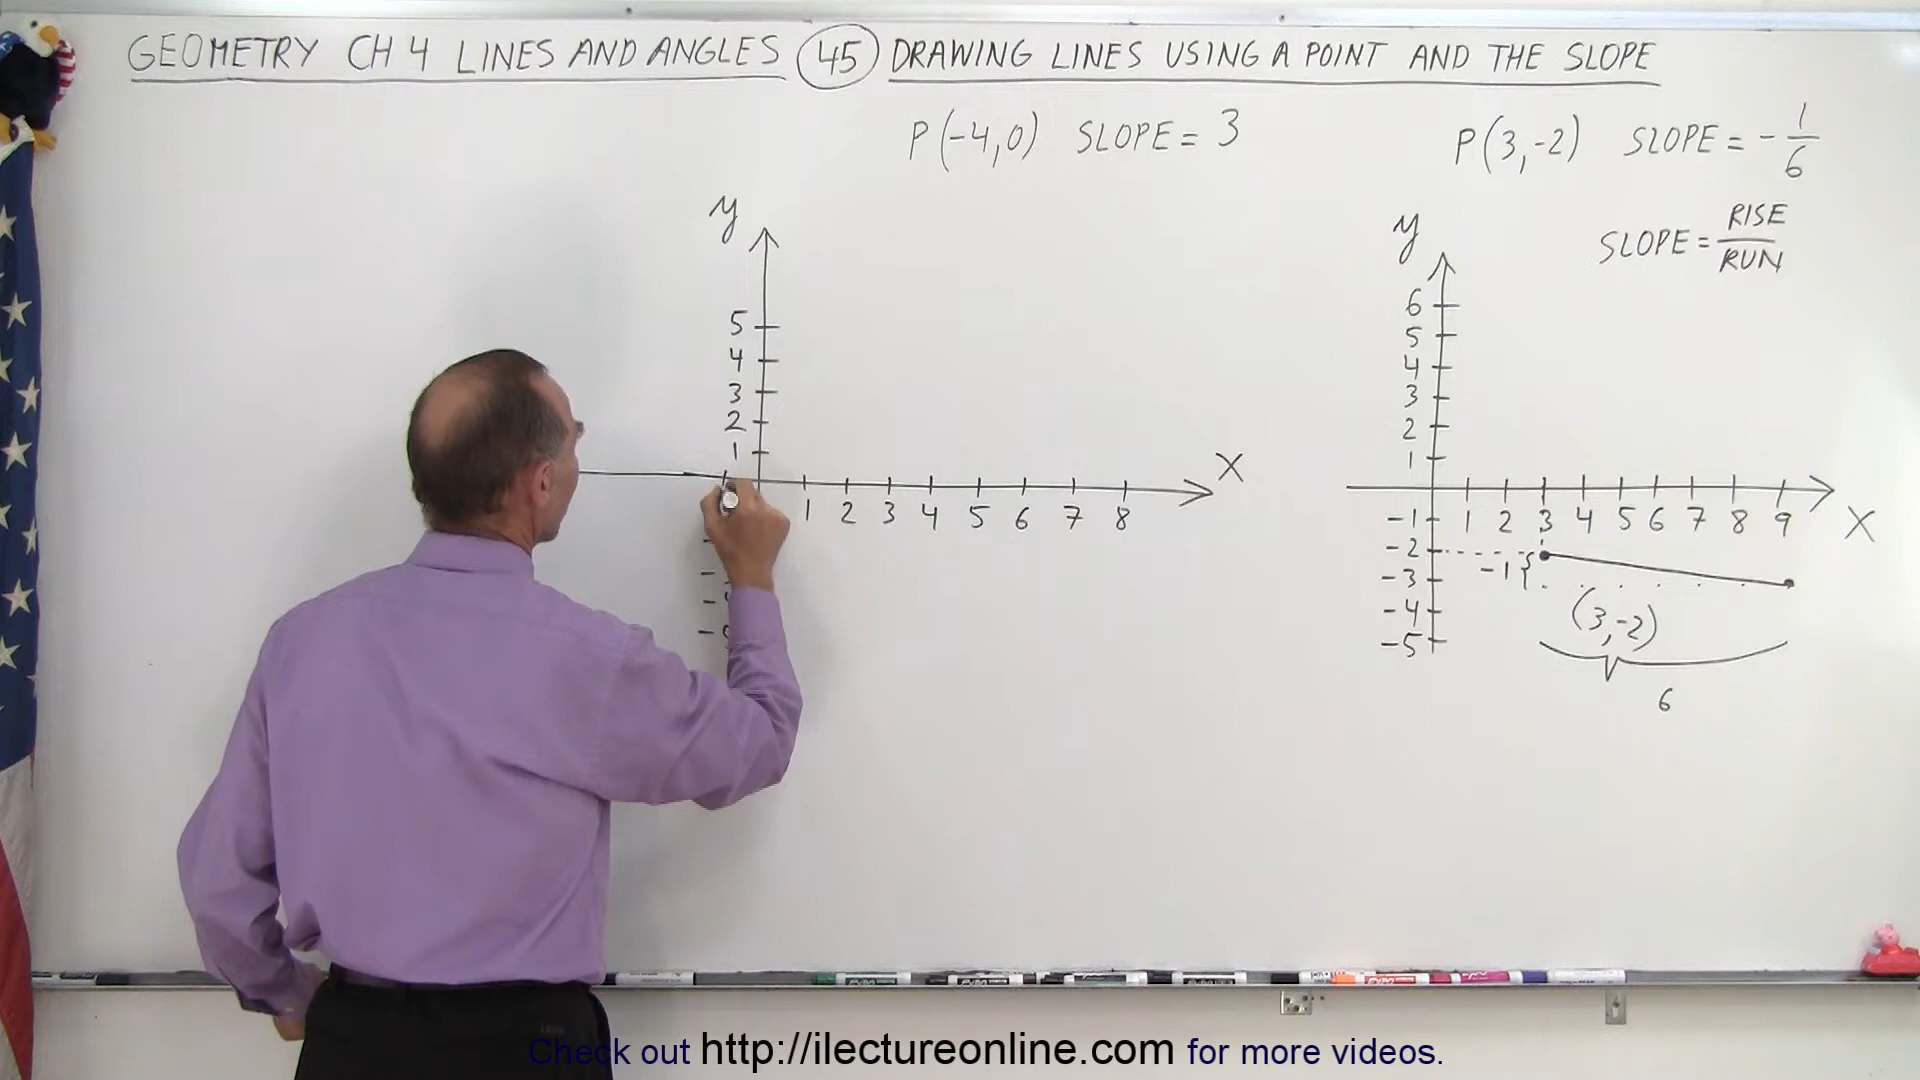 GEOMETRY CH 4 LINES AND ANGLES 45 DRAWING LINES USING A POINT AND THE SLOPE
P(-4,0) SLOPE = 3
y
5
4
3
2
1
1 2 3 4 5 6 7 8
X
P(3,-2) SLOPE = -1/6
SLOPE = RISE/RUN
y
6
5
4
3
2
1
1 2 3 4 5 6 7 8 9
X
-1
-2
-3
-4
-5
-1
(3,-2)
6
Check out http://ilectureonline.com for more videos.